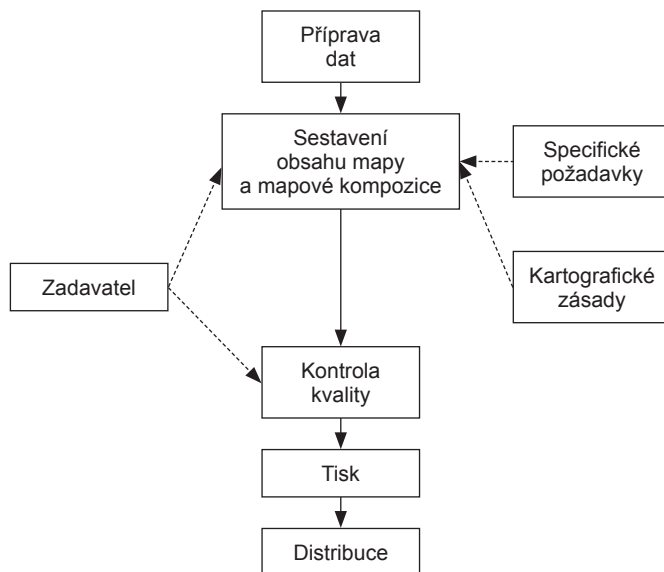 Příprava
dat
Sestavení
obsahu mapy
a mapové kompozice
Specifické
požadavky
Zadavatel
Kartografické
zásady
Kontrola
kvality
Tisk
Distribuce